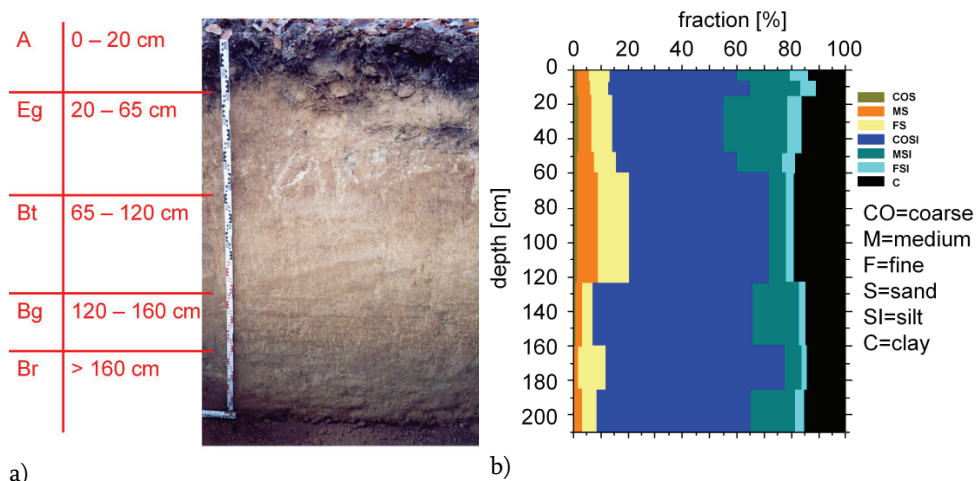 A 0 – 20 cm
Eg 20 – 65 cm
Bt 65 – 120 cm
Bg 120 – 160 cm
Br > 160 cm
a)
fraction [%]
0 20 40 60 80 100
depth [cm]
0
20
40
60
80
100
120
140
160
180
200
COS
MS
FS
COSI
MSI
FSI
C
CO=coarse
M=medium
F=fine
S=sand
SI=silt
C=clay
b)